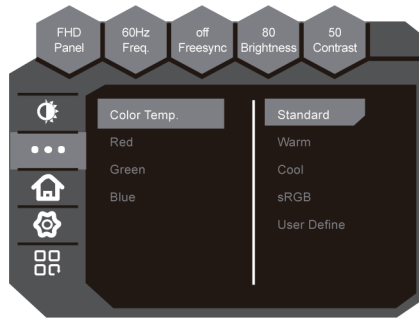 FHD
Panel
60Hz
Freq.
off
Freesync
80
Brightness
50
Contrast
Color Temp.
Red
Green
Blue
Standard
Warm
Cool
sRGB
User Define